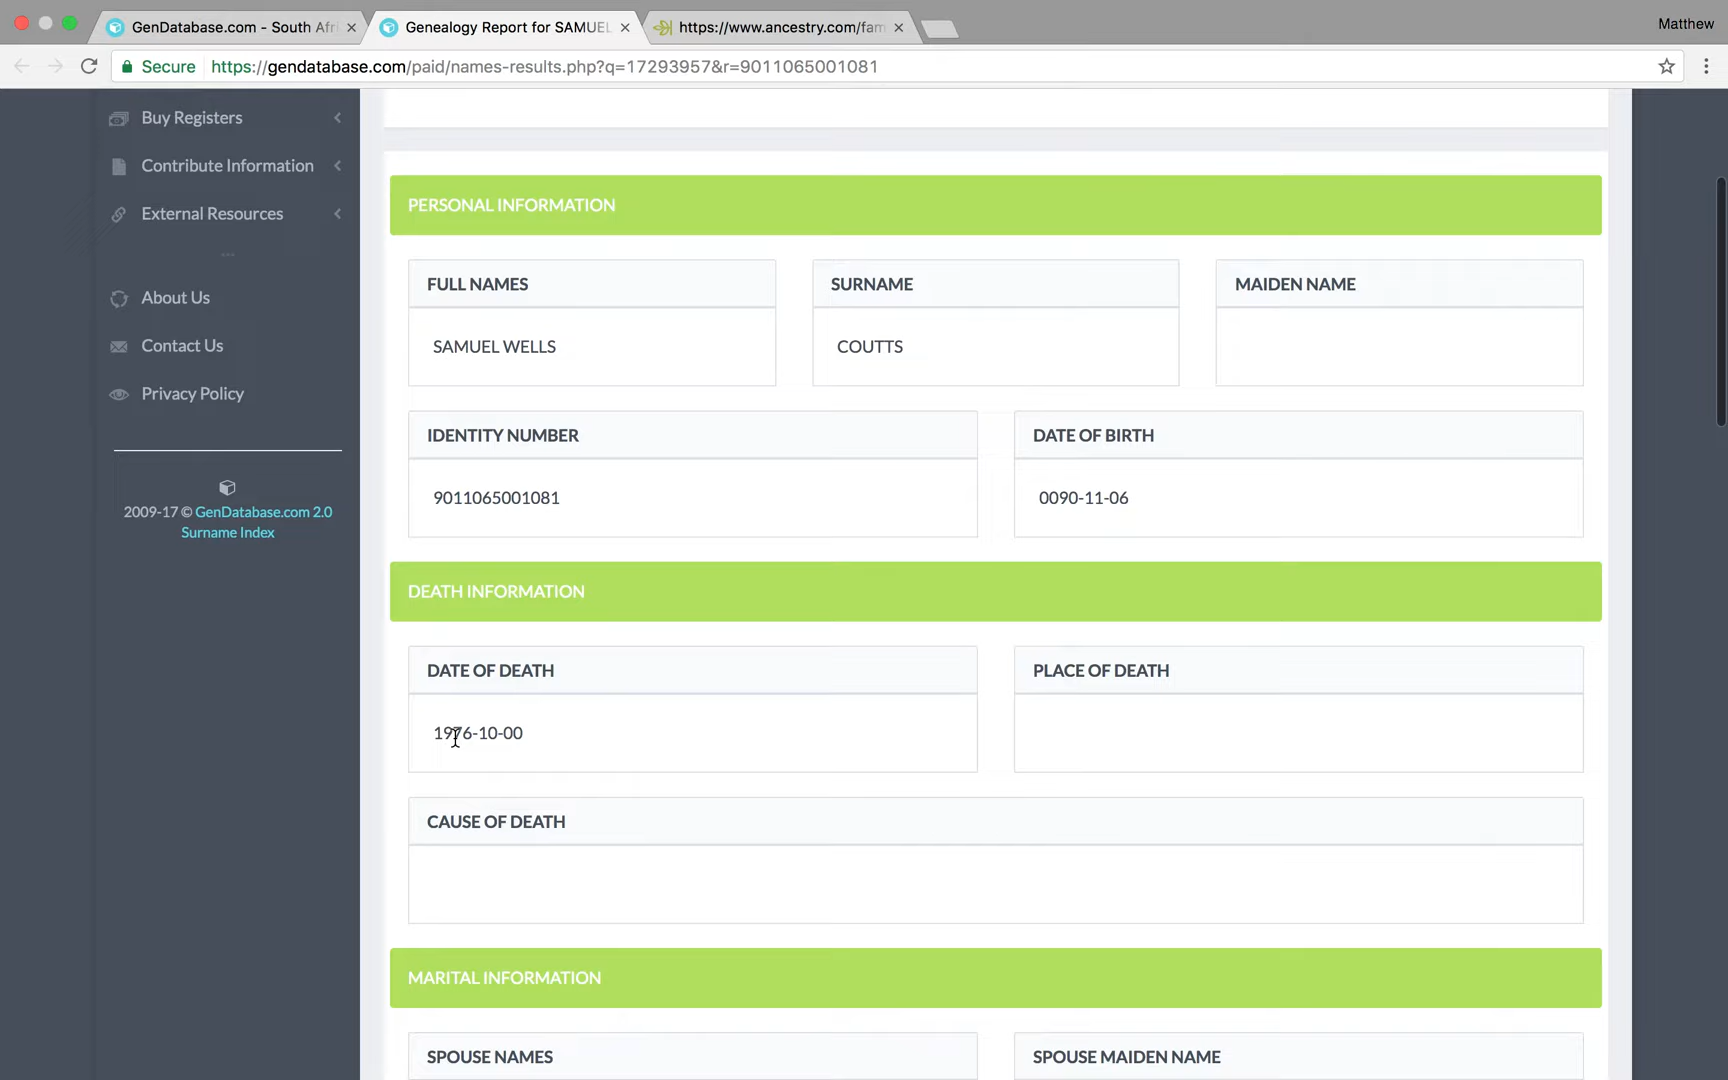 GenDatabase.com - South Afri
Genealogy Report for SAMUEL
https://www.ancestry.com/fam
Matthew
Secure
https://gendatabase.com/paid/names-results.php?q=17293957&r=9011065001081
Buy Registers
Contribute Information
External Resources
...
About Us
Contact Us
Privacy Policy
2009-17 © GenDatabase.com 2.0
Surname Index
PERSONAL INFORMATION
FULL NAMES
SURNAME
MAIDEN NAME
SAMUEL WELLS
COUTTS
IDENTITY NUMBER
DATE OF BIRTH
9011065001081
0090-11-06
DEATH INFORMATION
DATE OF DEATH
PLACE OF DEATH
1976-10-00
CAUSE OF DEATH
MARITAL INFORMATION
SPOUSE NAMES
SPOUSE MAIDEN NAME